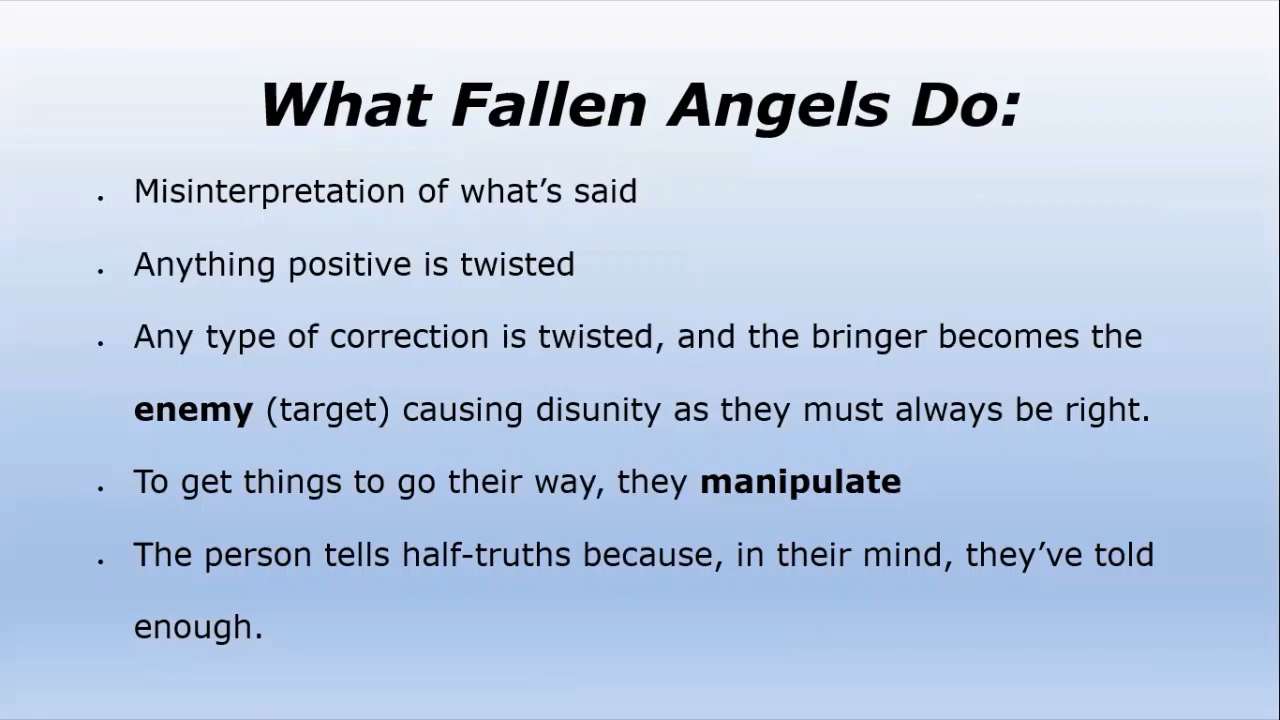 What Fallen Angels Do:
• Misinterpretation of what’s said
• Anything positive is twisted
• Any type of correction is twisted, and the bringer becomes the
enemy (target) causing disunity as they must always be right.
• To get things to go their way, they manipulate
• The person tells half-truths because, in their mind, they’ve told
enough.